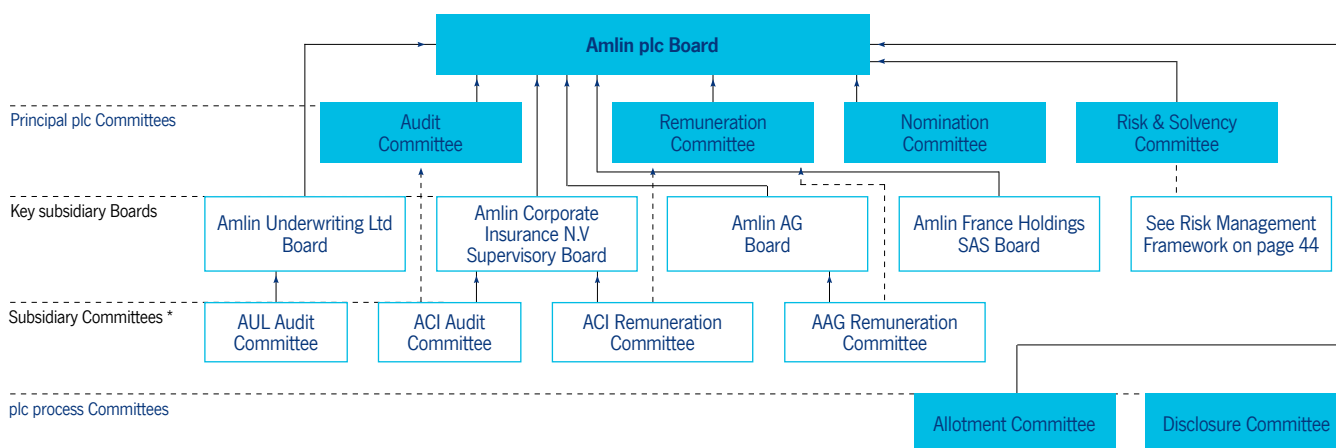 Amlin plc Board
Principal plc Committees
Audit
Committee
Remuneration
Committee
Nomination
Committee
Risk & Solvency
Committee
Key subsidiary Boards
Amlin Underwriting Ltd
Board
Amlin Corporate
Insurance N.V
Supervisory Board
Amlin AG
Board
Amlin France Holdings
SAS Board
See Risk Management
Framework on page 44
Subsidiary Committees *
AUL Audit
Committee
ACI Audit
Committee
ACI Remuneration
Committee
AAG Remuneration
Committee
plc process Committees
Allotment Committee
Disclosure Committee